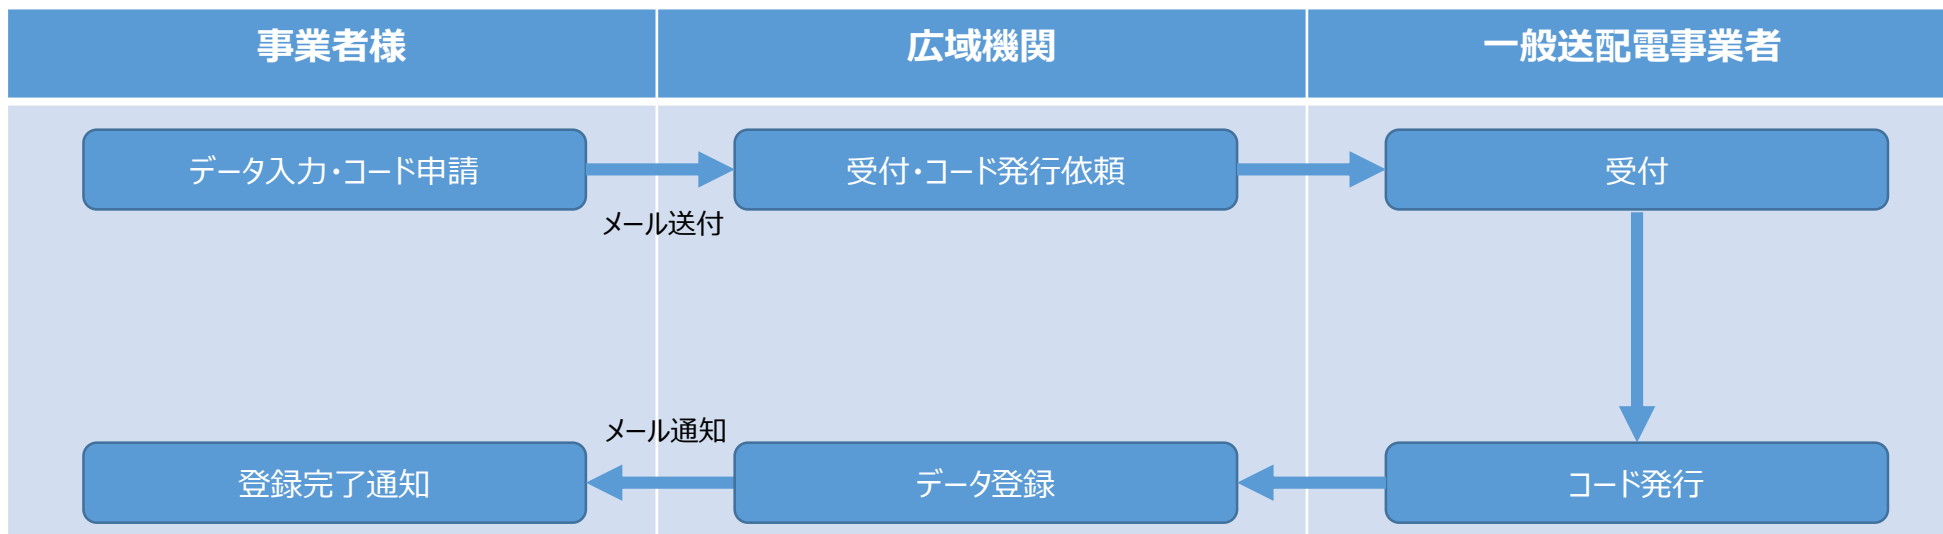 事業者様
広域機関
一般送配電事業者
データ入力・コード申請
受付・コード発行依頼
受付
メール送付
メール通知
登録完了通知
データ登録
コード発行